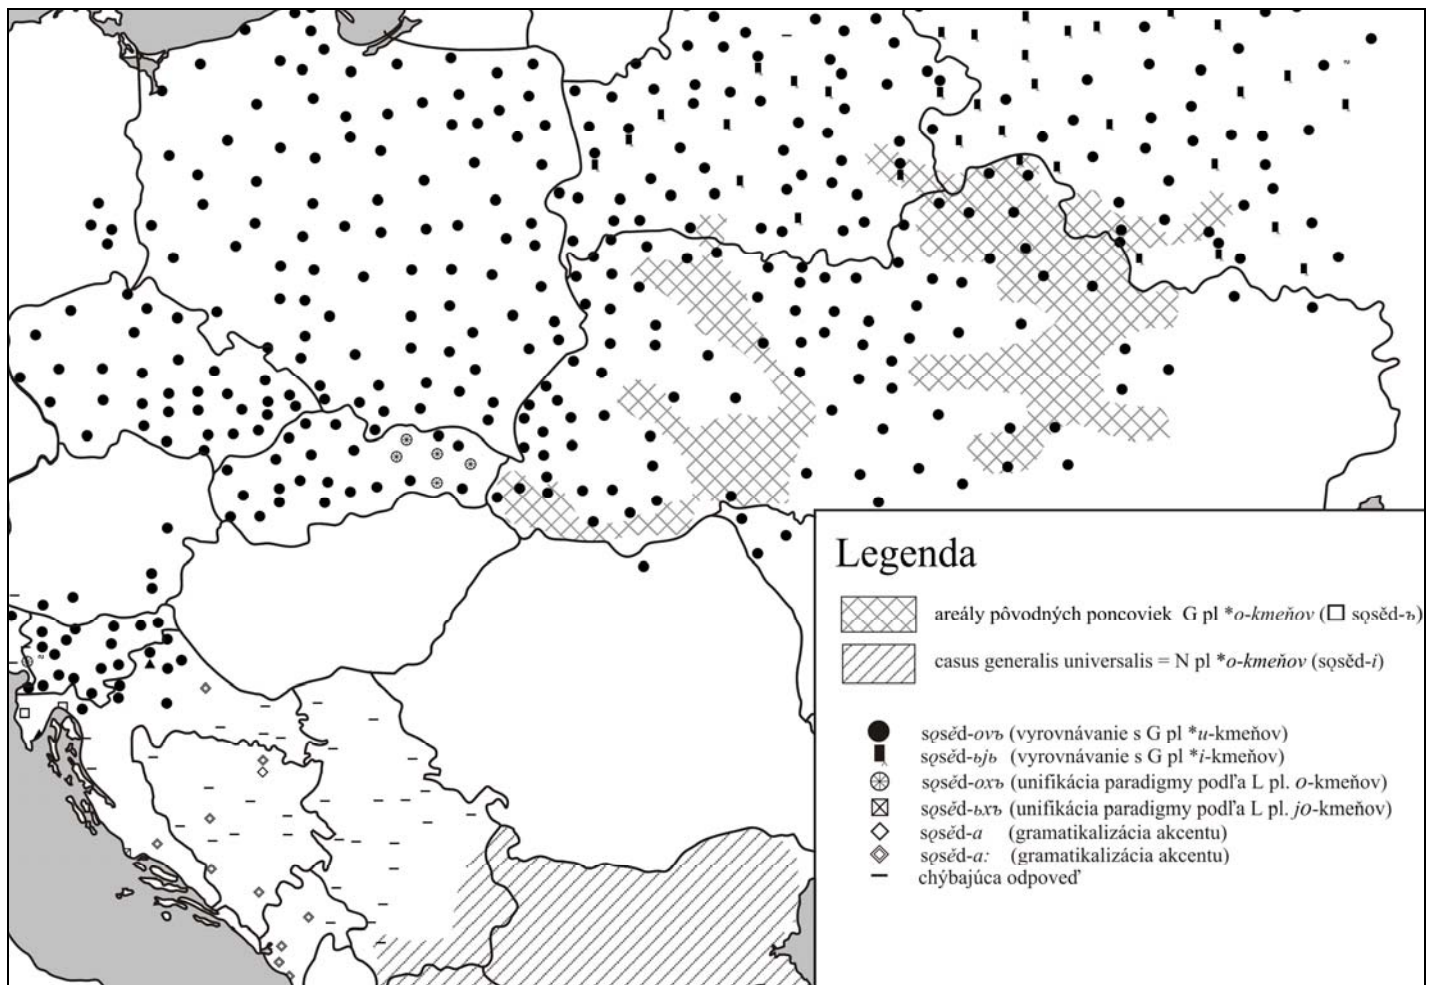 Legenda
areály pôvodných poncoviek G pl *o-kmeňov (□ sǫsěd-ъ)
casus generalis universalis = N pl *o-kmeňov (sǫsěd-i)
sǫsěd-ovъ (vyrovnávanie s G pl *u-kmeňov)
sǫsěd-ьjь (vyrovnávanie s G pl *i-kmeňov)
sǫsěd-oxъ (unifikácia paradigmy podľa L pl. o-kmeňov)
sǫsěd-ьxъ (unifikácia paradigmy podľa L pl. jo-kmeňov)
sǫsěd-a (gramatikalizácia akcentu)
sǫsěd-a: (gramatikalizácia akcentu)
chýbajúca odpoveď